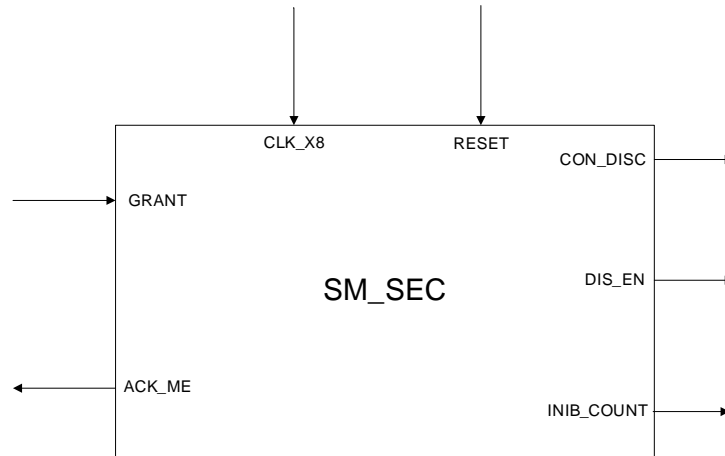 CLK_X8
RESET
CON_DISC
GRANT
DIS_EN
SM_SEC
ACK_ME
INIB_COUNT